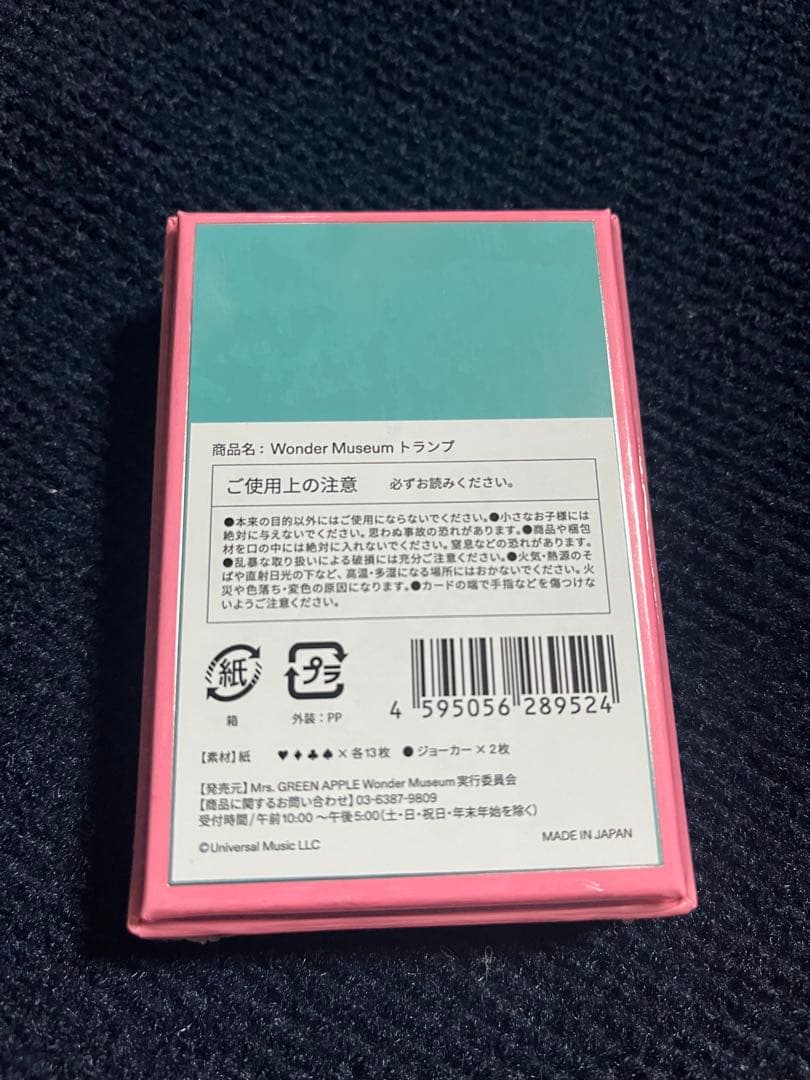 商品名： Wonder Museum トランプ
ご使用上の注意　必ずお読みください。
●本来の目的以外にはご使用にならないでください。●小さなお子様には
絶対に与えないでください。思わぬ事故の恐れがあります。●商品や梱包
材を口の中には絶対に入れないでください。窒息などの恐れがあります。
●乱暴な取り扱いによる破損には充分ご注意ください。●火気・熱源のそ
ばや直射日光の下など、高温・多湿になる場所にはおかないでください。火
災や色落ち・変色の原因になります。●カードの端で手指などを傷つけな
いようご注意ください。
紙
箱
プラ
外装：PP
4 595056 289524
【素材】紙　♥♦♣♠×各13枚　●ジョーカー×2枚
【発売元】Mrs. GREEN APPLE Wonder Museum 実行委員会
【商品に関するお問い合わせ】03-6387-9809
受付時間/午前10:00 ～午後5:00（土・日・祝日・年末年始を除く）
©Universal Music LLC
MADE IN JAPAN